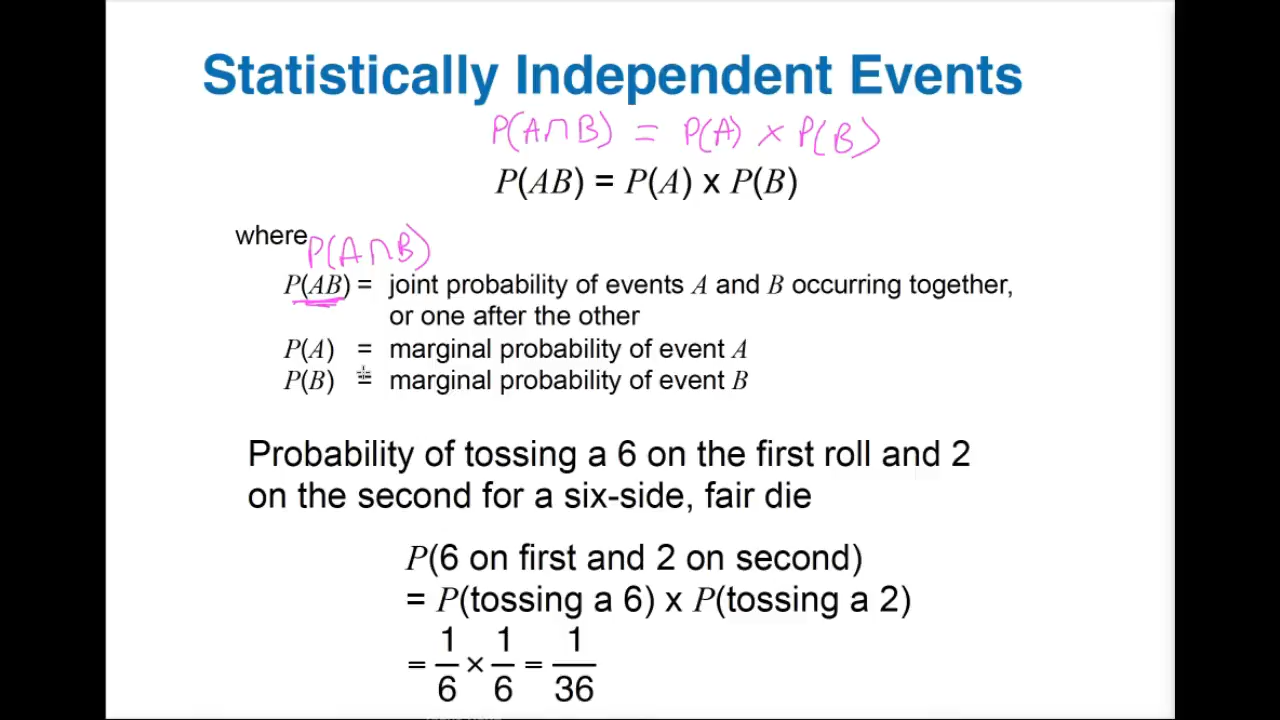 Statistically Independent Events
P(A∩B) = P(A) × P(B)
P(AB) = P(A) x P(B)
where
P(A∩B)
P(AB) = joint probability of events A and B occurring together,
or one after the other
P(A) = marginal probability of event A
P(B) = marginal probability of event B
Probability of tossing a 6 on the first roll and 2
on the second for a six-side, fair die
P(6 on first and 2 on second)
= P(tossing a 6) x P(tossing a 2)
= 1/6 × 1/6 = 1/36